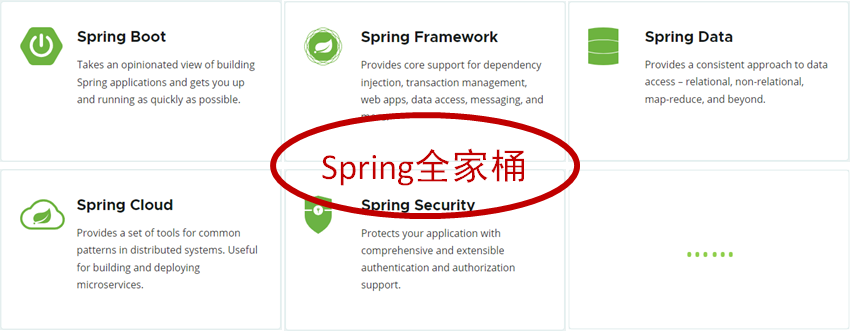 Spring Boot
Takes an opinionated view of building
Spring applications and gets you up
and running as quickly as possible.
Spring Framework
Provides core support for dependency
injection, transaction management,
web apps, data access, messaging, and
Spring Data
Provides a consistent approach to data
access – relational, non-relational,
map-reduce, and beyond.
Spring全家桶
Spring Cloud
Provides a set of tools for common
patterns in distributed systems. Useful
for building and deploying
microservices.
Spring Security
Protects your application with
comprehensive and extensible
authentication and authorization
support.
......